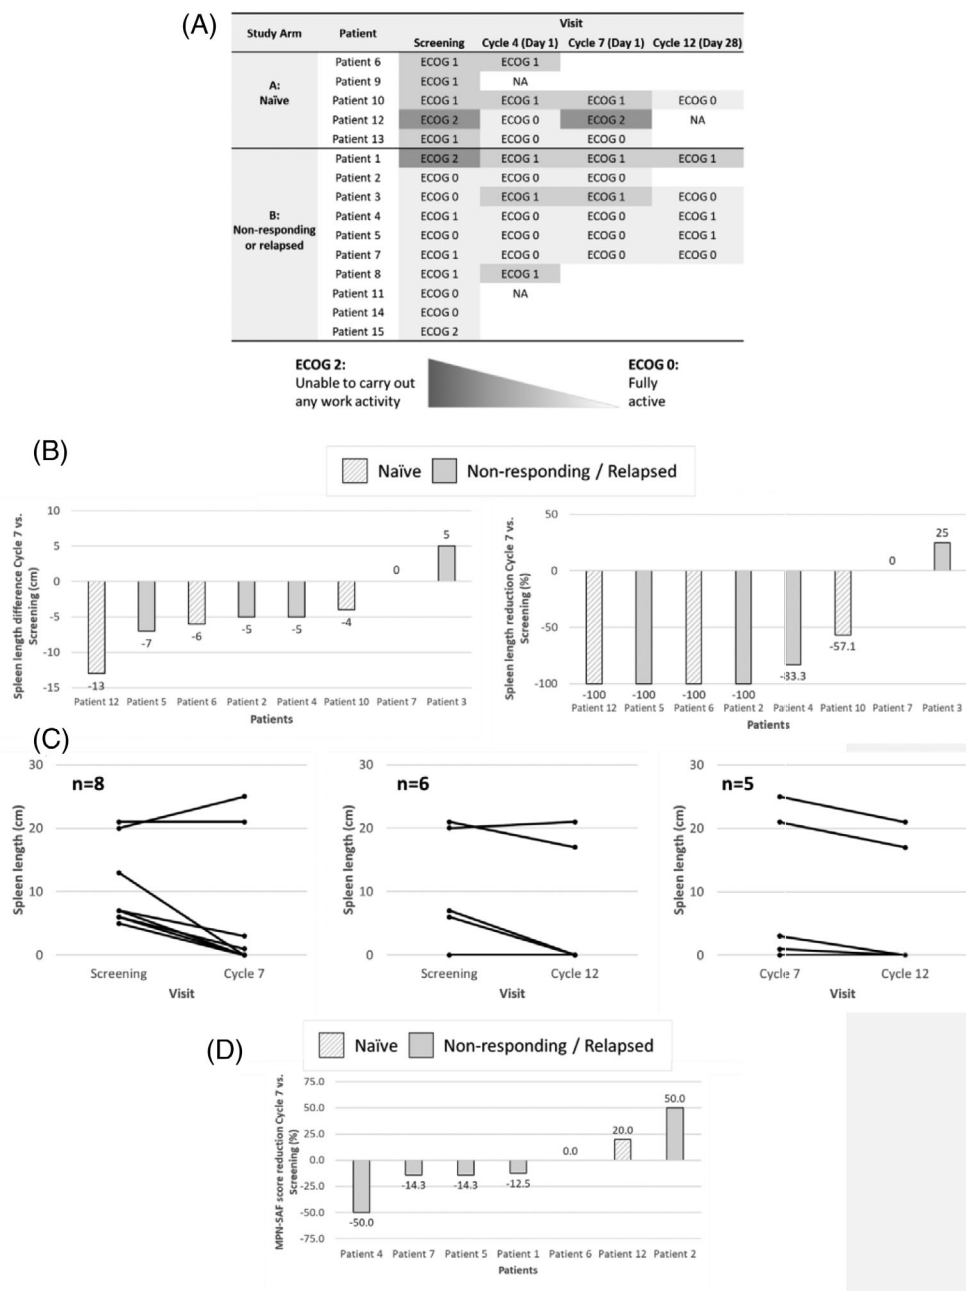 (A)
Visit
Study Arm Patient
Screening Cycle 4 (Day 1) Cycle 7 (Day 1) Cycle 12 (Day 28)
Patient 6 ECOG 1 ECOG 1
Patient 9 ECOG 1 NA
A:
Naïve
Patient 10 ECOG 1 ECOG 1 ECOG 1 ECOG 0
Patient 12 ECOG 2 ECOG 0 ECOG 2 NA
Patient 13 ECOG 1 ECOG 0 ECOG 0
Patient 1 ECOG 2 ECOG 1 ECOG 1 ECOG 1
Patient 2 ECOG 0 ECOG 0 ECOG 0
Patient 3 ECOG 0 ECOG 1 ECOG 1 ECOG 0
Patient 4 ECOG 1 ECOG 0 ECOG 0 ECOG 1
B:
Non-responding
or relapsed
Patient 5 ECOG 0 ECOG 0 ECOG 0 ECOG 1
Patient 7 ECOG 1 ECOG 0 ECOG 0 ECOG 0
Patient 8 ECOG 1 ECOG 1
Patient 11 ECOG 0 NA
Patient 14 ECOG 0
Patient 15 ECOG 2
ECOG 2:
Unable to carry out
any work activity
ECOG 0:
Fully
active
(B)
Naïve Non-responding / Relapsed
Spleen length difference Cycle 7 vs.
Screening (cm)
10
5
0
-5
-10
-15
-13
-7
-6
-5
-5
-4
0
5
Patient 12 Patient 5 Patient 6 Patient 2 Patient 4 Patient 10 Patient 7 Patient 3
Patients
Spleen length reduction Cycle 7 vs.
Screening (%)
50
0
-50
-100
-100
-100
-100
-100
-83.3
-57.1
0
25
Patient 12 Patient 5 Patient 6 Patient 2 Patient 4 Patient 10 Patient 7 Patient 3
Patients
(C)
n=8
Spleen length (cm)
30
20
10
0
Screening Cycle 7
Visit
n=6
Spleen length (cm)
30
20
10
0
Screening Cycle 12
Visit
n=5
Spleen length (cm)
30
20
10
0
Cycle 7 Cycle 12
Visit
(D)
Naïve Non-responding / Relapsed
MPN-SAF score reduction Cycle 7 vs.
Screening (%)
75.0
50.0
25.0
0.0
-25.0
-50.0
-75.0
-50.0
-14.3
-14.3
-12.5
0.0
20.0
50.0
Patient 4 Patient 7 Patient 5 Patient 1 Patient 6 Patient 12 Patient 2
Patients